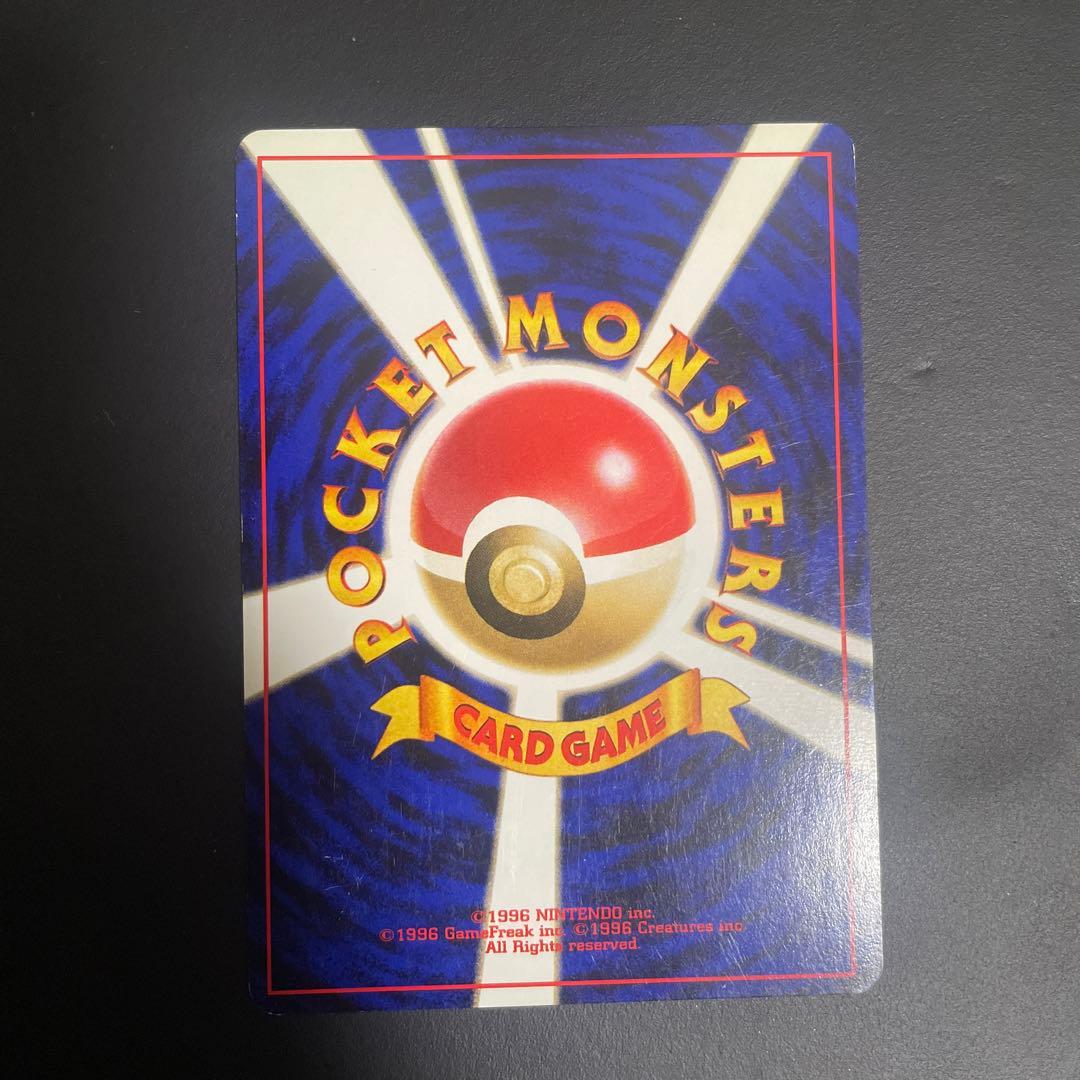 POCKET MONSTERS
CARD GAME
©1996 NINTENDO inc.
©1996 GameFreak inc. ©1996 Creatures inc.
All Rights reserved.